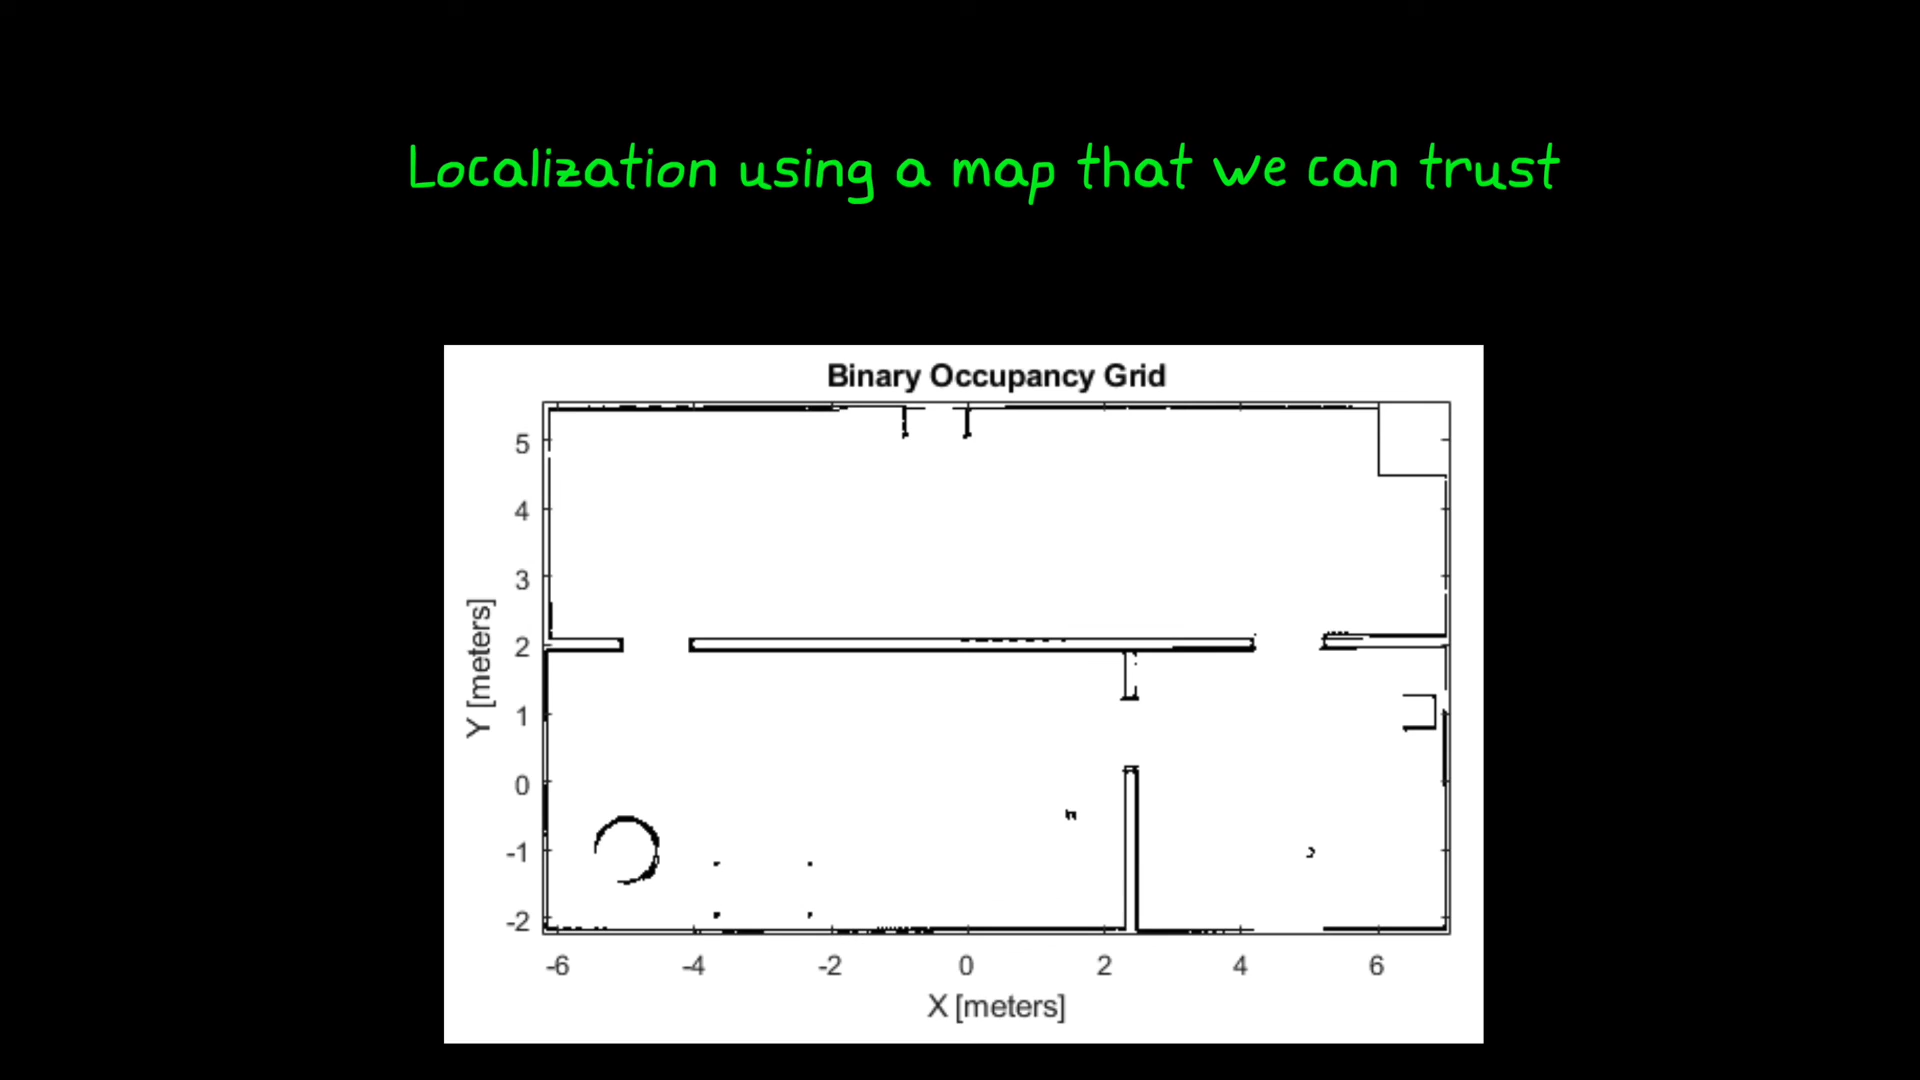 Localization using a map that we can trust
Binary Occupancy Grid
5
4
3
2
1
0
-1
-2
Y [meters]
-6 -4 -2 0 2 4 6
X [meters]